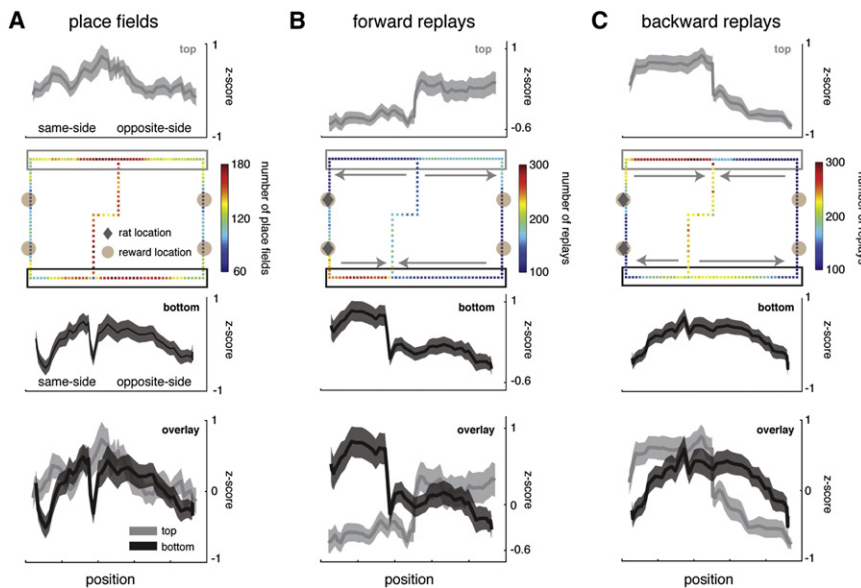 A place fields
top
1
z-score
-1
same-side opposite-side
180
120
60
number of place fields
rat location
reward location
bottom
1
z-score
-1
same-side opposite-side
overlay
1
0
-1
z-score
top
bottom
position
B forward replays
top
1
z-score
-0.6
300
200
100
number of replays
bottom
1
z-score
-0.6
overlay
1
0
-0.6
z-score
position
C backward replays
top
1
z-score
-1
300
200
100
replays
bottom
1
z-score
-1
overlay
1
0
-1
z-score
position